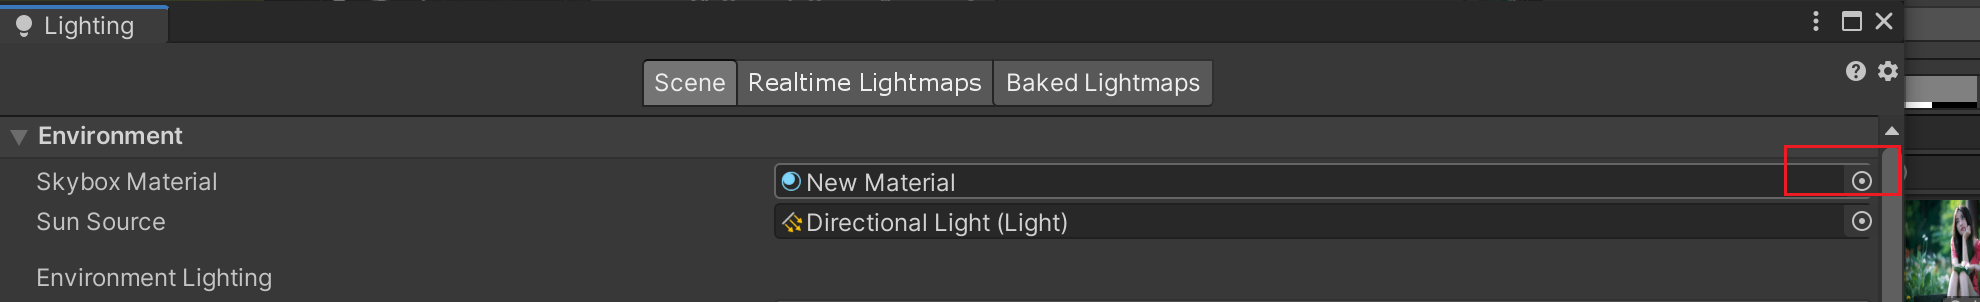 Lighting
Scene Realtime Lightmaps Baked Lightmaps
Environment
Skybox Material New Material
Sun Source Directional Light (Light)
Environment Lighting